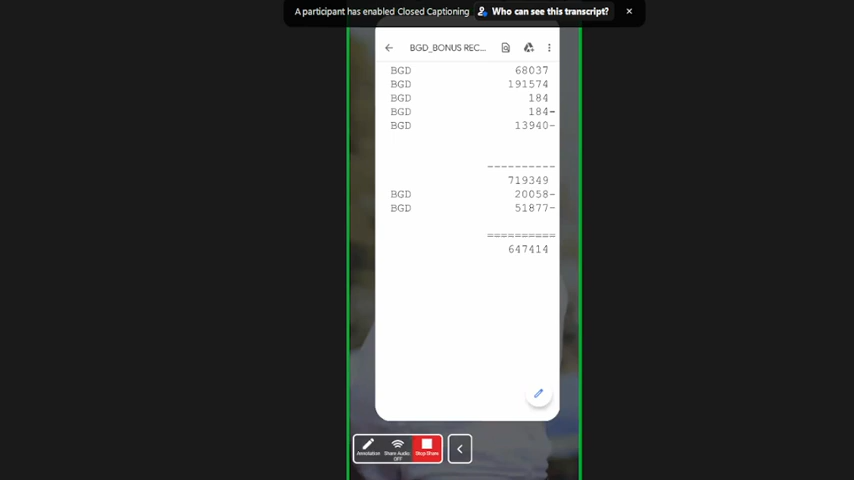 A participant has enabled Closed Captioning Who can see this transcript? ×
BGD_BONUS REC...
BGD 68037
BGD 191574
BGD 184
BGD 184-
BGD 13940-
----------
719349
BGD 20058-
BGD 51877-
==========
647414
Annotation Share Audio: OFF Stop Share